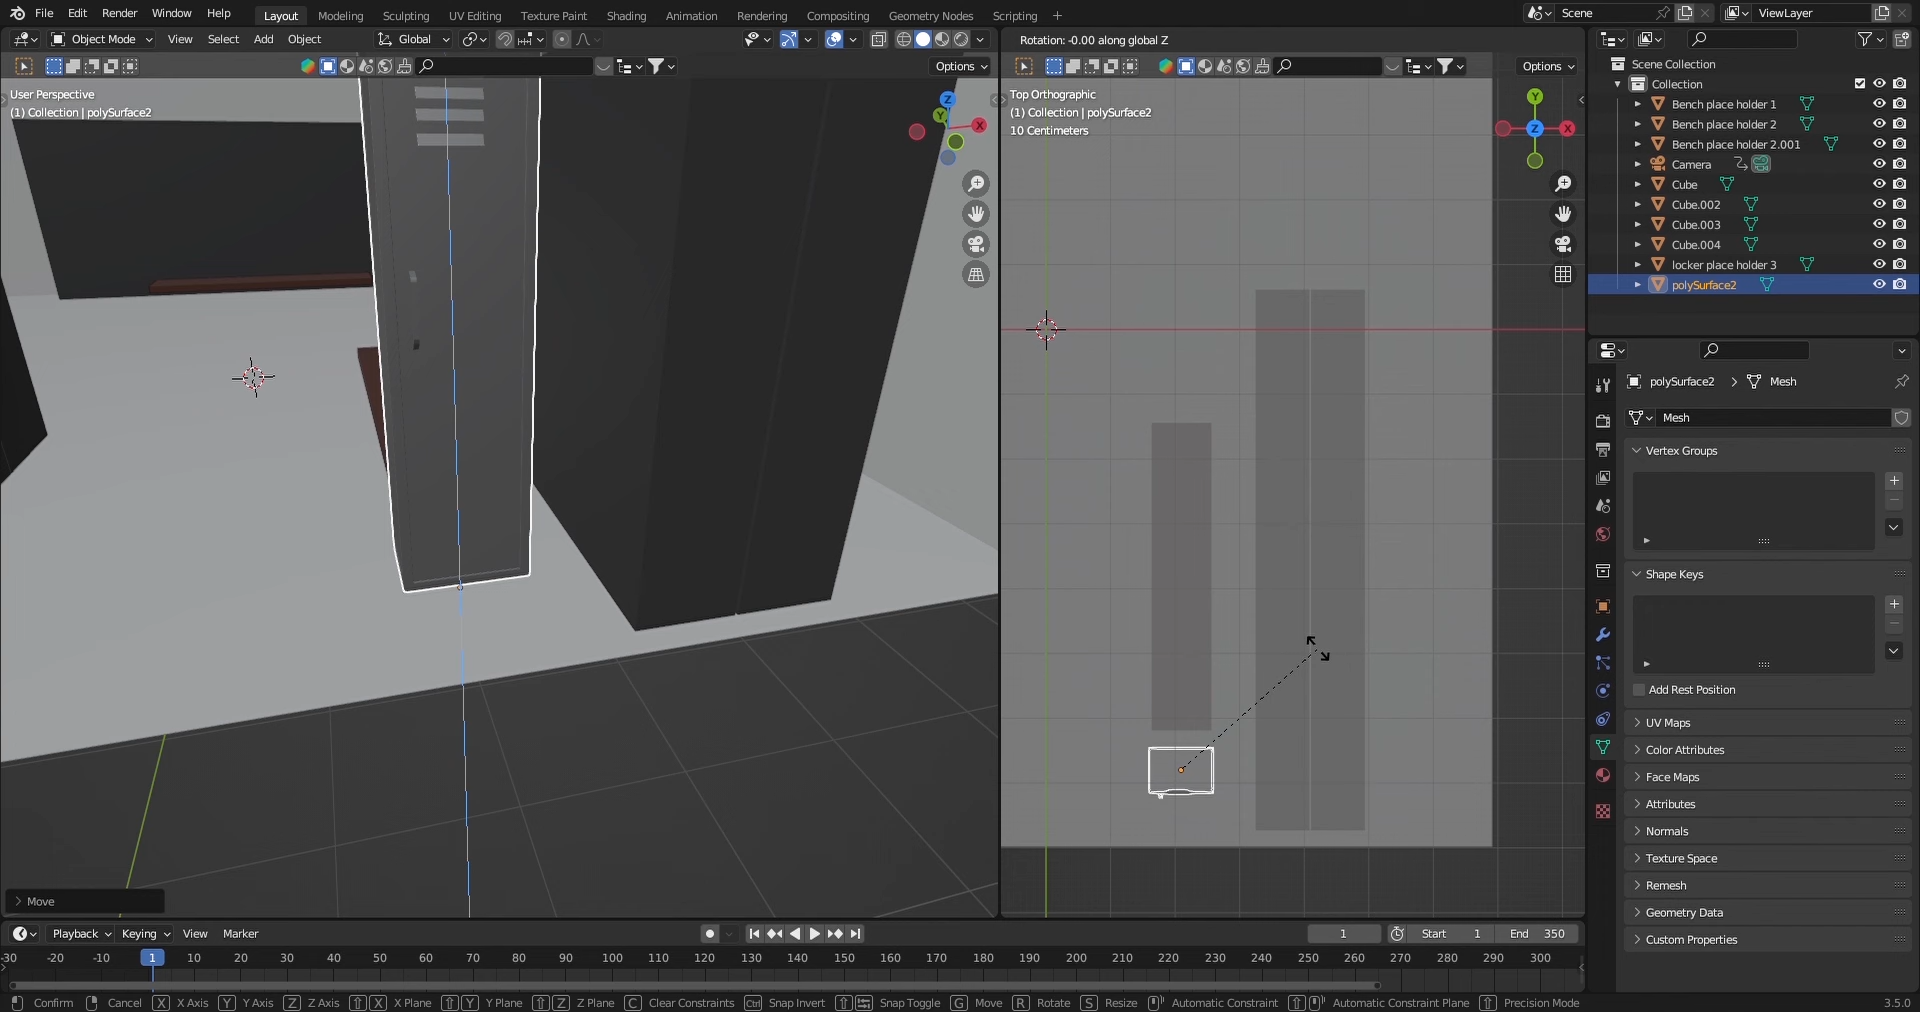 File Edit Render Window Help Layout Modeling Sculpting UV Editing Texture Paint Shading Animation Rendering Compositing Geometry Nodes Scripting + Scene ViewLayer
Object Mode View Select Add Object Global Rotation: -0.00 along global Z
Options Options
User Perspective
(1) Collection | polySurface2
Z
Y
X
Top Orthographic
(1) Collection | polySurface2
10 Centimeters
Y
Z
X
Scene Collection
Collection
Bench place holder 1
Bench place holder 2
Bench place holder 2.001
Camera
Cube
Cube.002
Cube.003
Cube.004
locker place holder 3
polySurface2
polySurface2 > Mesh
Mesh
Vertex Groups
Shape Keys
Add Rest Position
UV Maps
Color Attributes
Face Maps
Attributes
Normals
Texture Space
Remesh
Geometry Data
Custom Properties
Move
Playback Keying View Marker 1 Start 1 End 350
-30 -20 -10 1 10 20 30 40 50 60 70 80 90 100 110 120 130 140 150 160 170 180 190 200 210 220 230 240 250 260 270 280 290 300
Confirm Cancel X X Axis Y Y Axis Z Z Axis X X Plane Y Y Plane Z Z Plane C Clear Constraints Ctrl Snap Invert Snap Toggle G Move R Rotate S Resize Automatic Constraint Automatic Constraint Plane Precision Mode 3.5.0